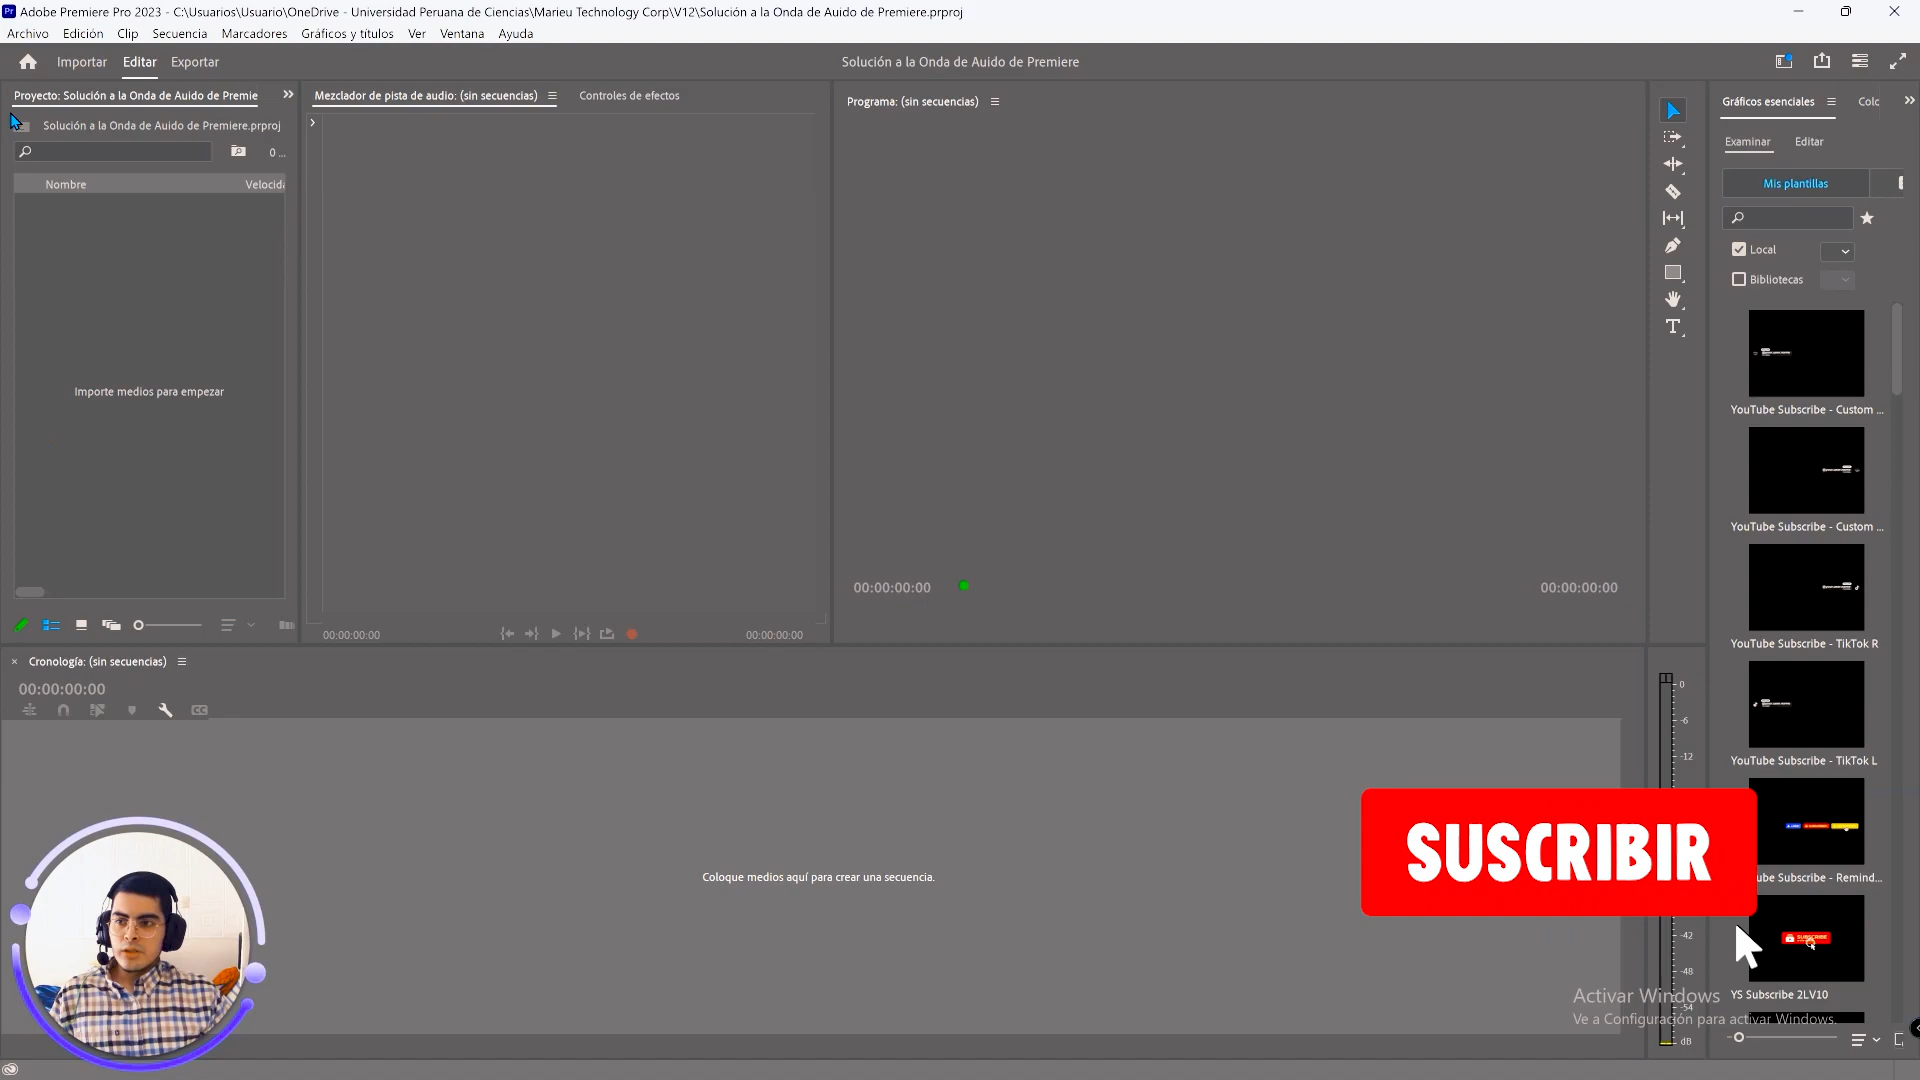 Adobe Premiere Pro 2023 - C:\Usuarios\Usuario\OneDrive - Universidad Peruana de Ciencias\Marieu Technology Corp\V12\Solución a la Onda de Auido de Premiere.prproj
Archivo Edición Clip Secuencia Marcadores Gráficos y títulos Ver Ventana Ayuda
Importar Editar Exportar
Solución a la Onda de Auido de Premiere
Proyecto: Solución a la Onda de Auido de Premie
Solución a la Onda de Auido de Premiere.prproj
0 ...
Nombre Velocid
Importe medios para empezar
Mezclador de pista de audio: (sin secuencias)
Controles de efectos
00:00:00:00
00:00:00:00
Programa: (sin secuencias)
00:00:00:00
00:00:00:00
Gráficos esenciales
Colc
Examinar
Editar
Mis plantillas
Local
Bibliotecas
YouTube Subscribe - Custom ...
YouTube Subscribe - Custom ...
YouTube Subscribe - TikTok R
YouTube Subscribe - TikTok L
ube Subscribe - Remind...
SUBSCRIBE
YS Subscribe 2LV10
Cronología: (sin secuencias)
00:00:00:00
CC
Coloque medios aquí para crear una secuencia.
0
-6
-12
-42
-48
-54
dB
SUSCRIBIR
Activar Windows
Ve a Configuración para activar Windows.